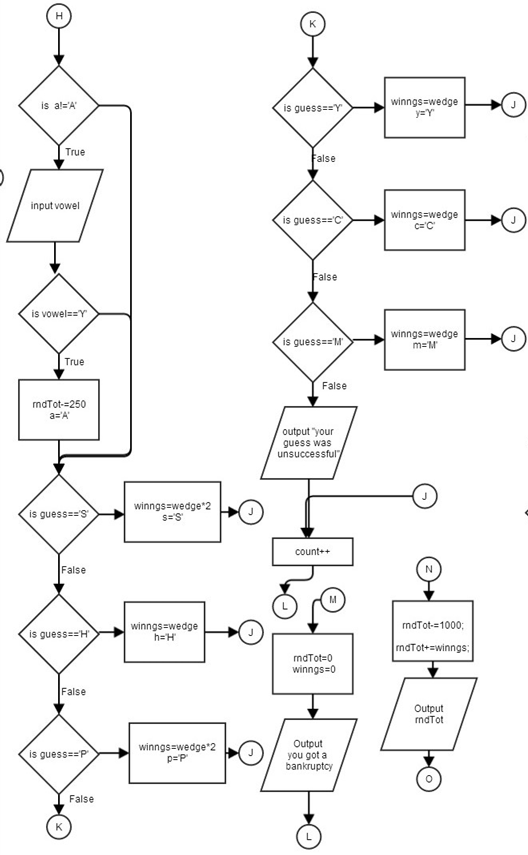 H
is a!='A'
True
input vowel
is vowel=='Y'
True
rndTot-=250
a='A'
is guess=='S'
winngs=wedge*2
s='S'
J
False
is guess=='H'
winngs=wedge
h='H'
J
False
is guess=='P'
winngs=wedge*2
p='P'
J
False
K
K
is guess=='Y'
winngs=wedge
y='Y'
J
False
is guess=='C'
winngs=wedge
c='C'
J
False
is guess=='M'
winngs=wedge
m='M'
J
False
output "your
guess was
unsuccessful"
J
count++
L
M
rndTot=0
winngs=0
Output
you got a
bankruptcy
L
N
rndTot-=1000;
rndTot+=winngs;
Output
rndTot
O